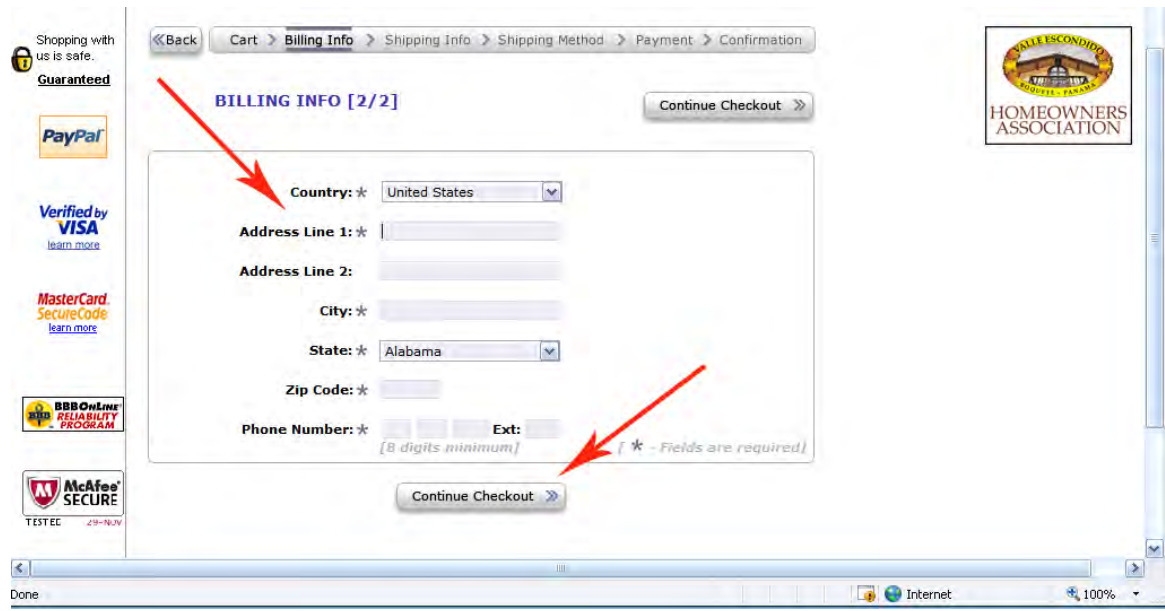 Shopping with
us is safe.
Guaranteed
PayPal
Verified by
VISA
learn more
MasterCard.
SecureCode
learn more
BBB
BBBOnLine
RELIABILITY
PROGRAM
McAfee
SECURE
TESTED 29-NOV
«Back
Cart > Billing Info > Shipping Info > Shipping Method > Payment > Confirmation
BILLING INFO [2/2]
Continue Checkout »
Country: * United States
Address Line 1: *
Address Line 2:
City: *
State: * Alabama
Zip Code: *
Phone Number: * Ext:
[8 digits minimum] [ * - Fields are required]
Continue Checkout »
VALLE ESCONDIDO
BOQUETE - PANAMA
HOMEOWNERS
ASSOCIATION
Done Internet 100%